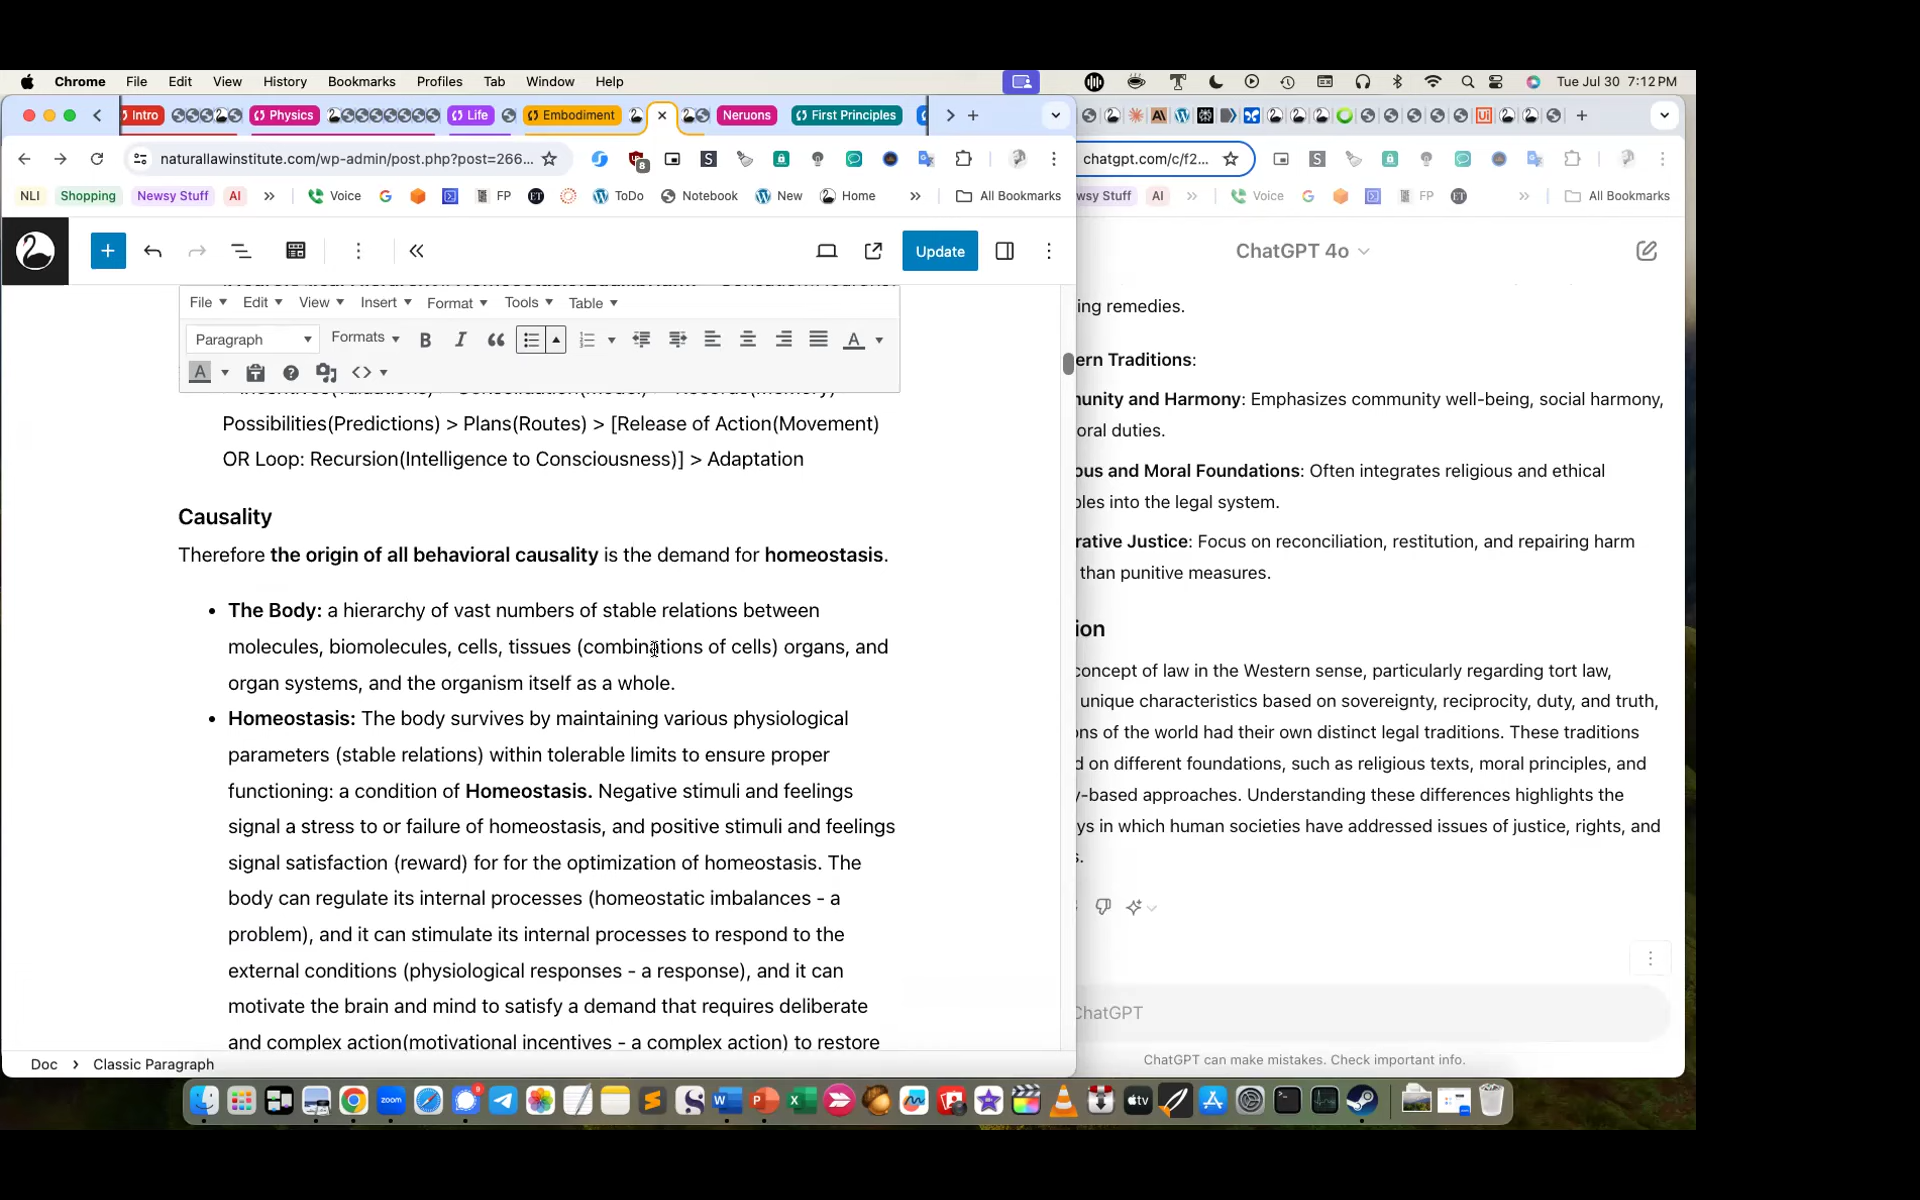 Chrome File Edit View History Bookmarks Profiles Tab Window Help
Tue Jul 30 7:12 PM
Intro Physics Life Embodiment Neruons First Principles
naturallawinstitute.com/wp-admin/post.php?post=266...
NLI Shopping Newsy Stuff AI Voice FP ToDo Notebook New Home All Bookmarks
Update
File Edit View Insert Format Tools Table
Paragraph Formats
Possibilities(Predictions) > Plans(Routes) > [Release of Action(Movement)
OR Loop: Recursion(Intelligence to Consciousness)] > Adaptation
Causality
Therefore the origin of all behavioral causality is the demand for homeostasis.
• The Body: a hierarchy of vast numbers of stable relations between
molecules, biomolecules, cells, tissues (combinations of cells) organs, and
organ systems, and the organism itself as a whole.
• Homeostasis: The body survives by maintaining various physiological
parameters (stable relations) within tolerable limits to ensure proper
functioning: a condition of Homeostasis. Negative stimuli and feelings
signal a stress to or failure of homeostasis, and positive stimuli and feelings
signal satisfaction (reward) for for the optimization of homeostasis. The
body can regulate its internal processes (homeostatic imbalances - a
problem), and it can stimulate its internal processes to respond to the
external conditions (physiological responses - a response), and it can
motivate the brain and mind to satisfy a demand that requires deliberate
and complex action(motivational incentives - a complex action) to restore
Doc > Classic Paragraph
chatgpt.com/c/f2...
wsy Stuff AI Voice FP All Bookmarks
ChatGPT 4o
ing remedies.
ern Traditions:
unity and Harmony: Emphasizes community well-being, social harmony,
oral duties.
ous and Moral Foundations: Often integrates religious and ethical
ples into the legal system.
rative Justice: Focus on reconciliation, restitution, and repairing harm
than punitive measures.
ion
concept of law in the Western sense, particularly regarding tort law,
unique characteristics based on sovereignty, reciprocity, duty, and truth,
ons of the world had their own distinct legal traditions. These traditions
d on different foundations, such as religious texts, moral principles, and
y-based approaches. Understanding these differences highlights the
ys in which human societies have addressed issues of justice, rights, and
s.
ChatGPT
ChatGPT can make mistakes. Check important info.